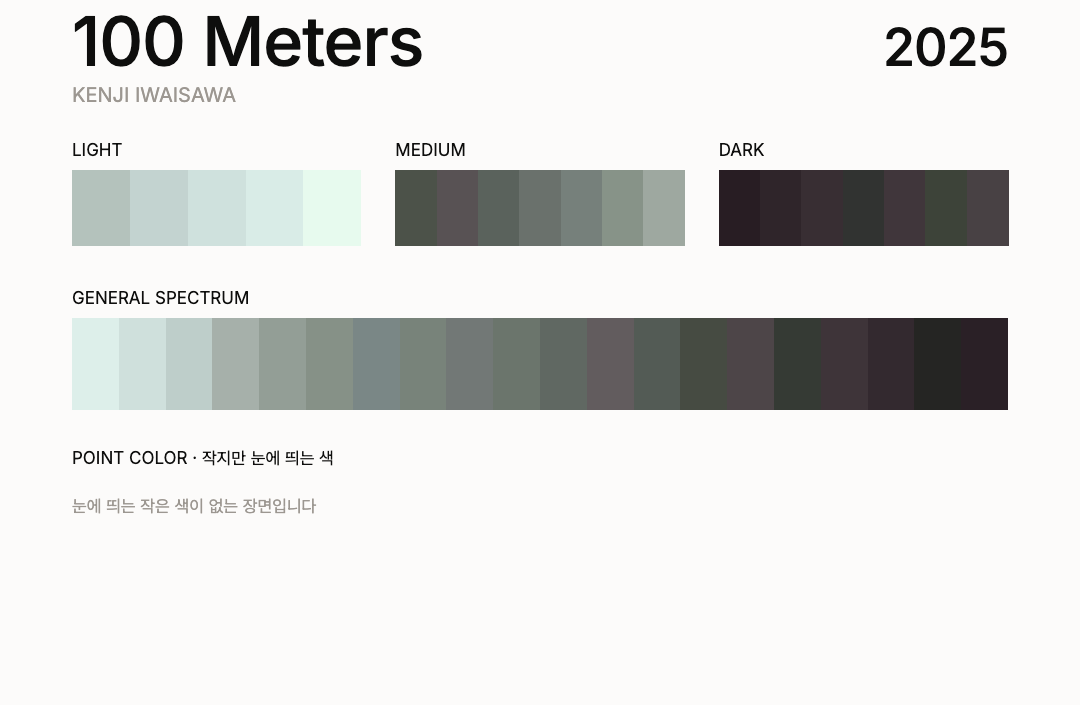 100 Meters
2025
KENJI IWAISAWA
LIGHT
MEDIUM
DARK
GENERAL SPECTRUM
POINT COLOR · 작지만 눈에 띄는 색
눈에 띄는 작은 색이 없는 장면입니다